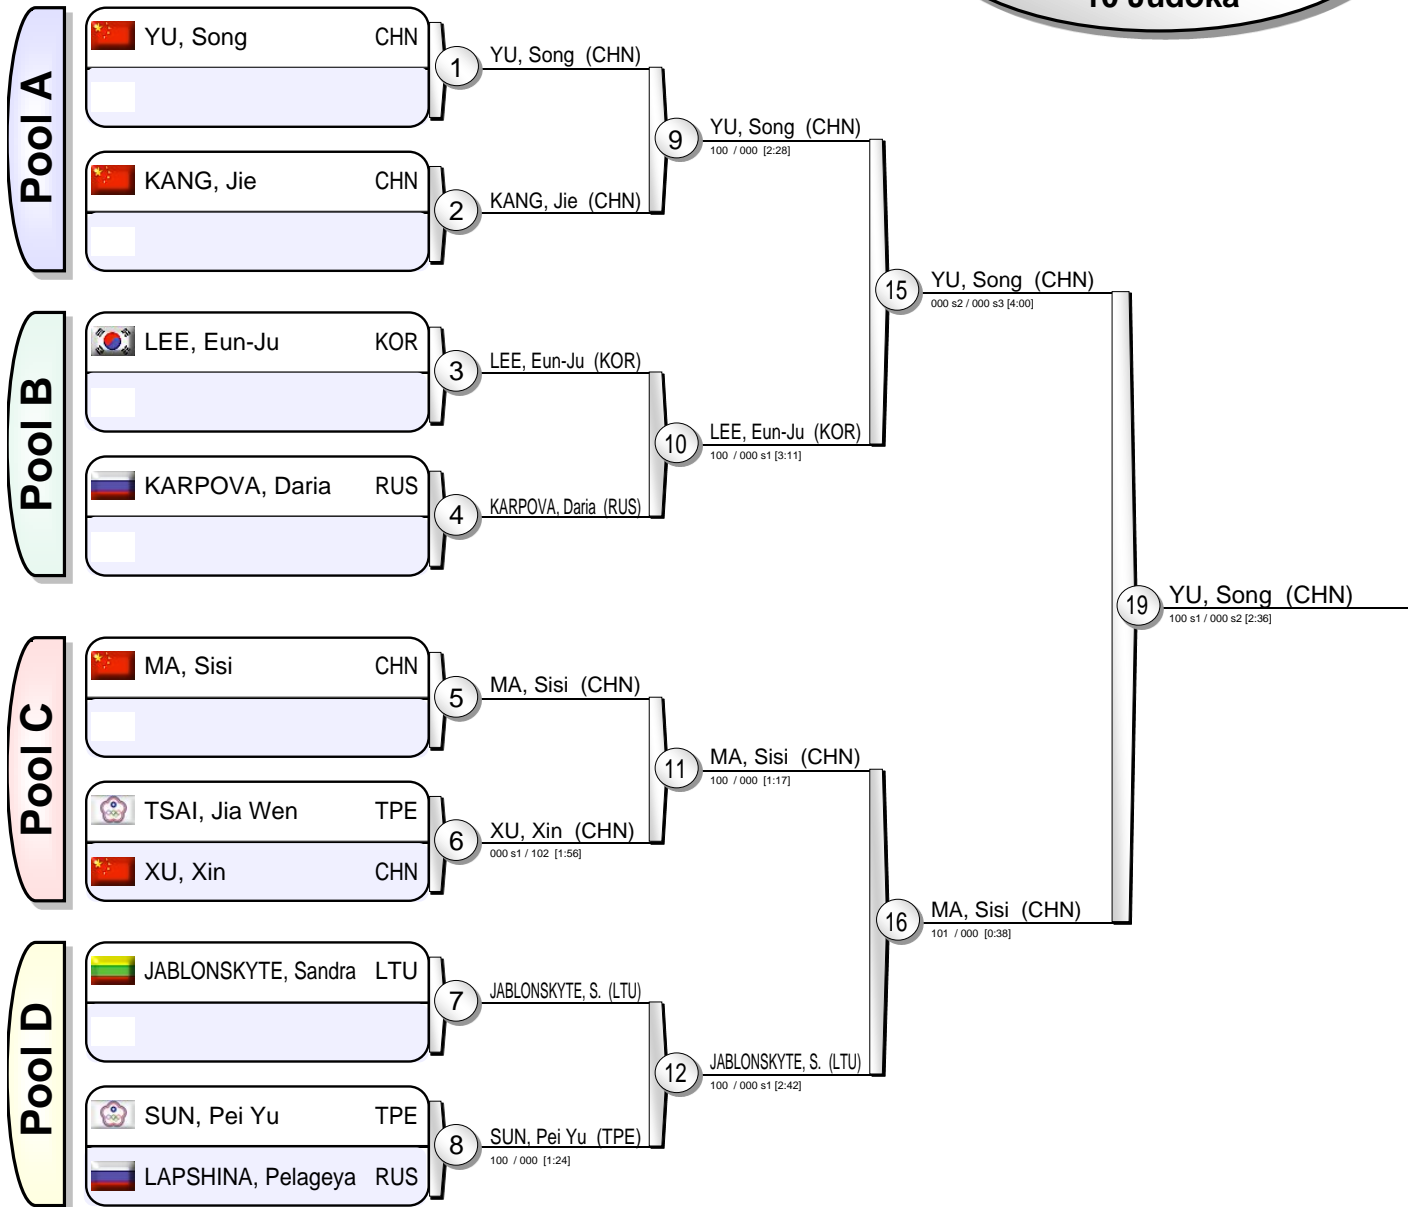 10 Judoka
Pool A
YU, Song CHN
KANG, Jie CHN
1
YU, Song (CHN)
2
KANG, Jie (CHN)
9
YU, Song (CHN)
100 / 000 [2:28]
Pool B
LEE, Eun-Ju KOR
KARPOVA, Daria RUS
3
LEE, Eun-Ju (KOR)
4
KARPOVA, Daria (RUS)
10
LEE, Eun-Ju (KOR)
100 / 000 s1 [3:11]
15
YU, Song (CHN)
000 s2 / 000 s3 [4:00]
19
YU, Song (CHN)
100 s1 / 000 s2 [2:36]
Pool C
MA, Sisi CHN
TSAI, Jia Wen TPE
XU, Xin CHN
5
MA, Sisi (CHN)
6
XU, Xin (CHN)
000 s1 / 102 [1:56]
11
MA, Sisi (CHN)
100 / 000 [1:17]
16
MA, Sisi (CHN)
101 / 000 [0:38]
Pool D
JABLONSKYTE, Sandra LTU
SUN, Pei Yu TPE
LAPSHINA, Pelageya RUS
7
JABLONSKYTE, S. (LTU)
8
SUN, Pei Yu (TPE)
100 / 000 [1:24]
12
JABLONSKYTE, S. (LTU)
100 / 000 s1 [2:42]